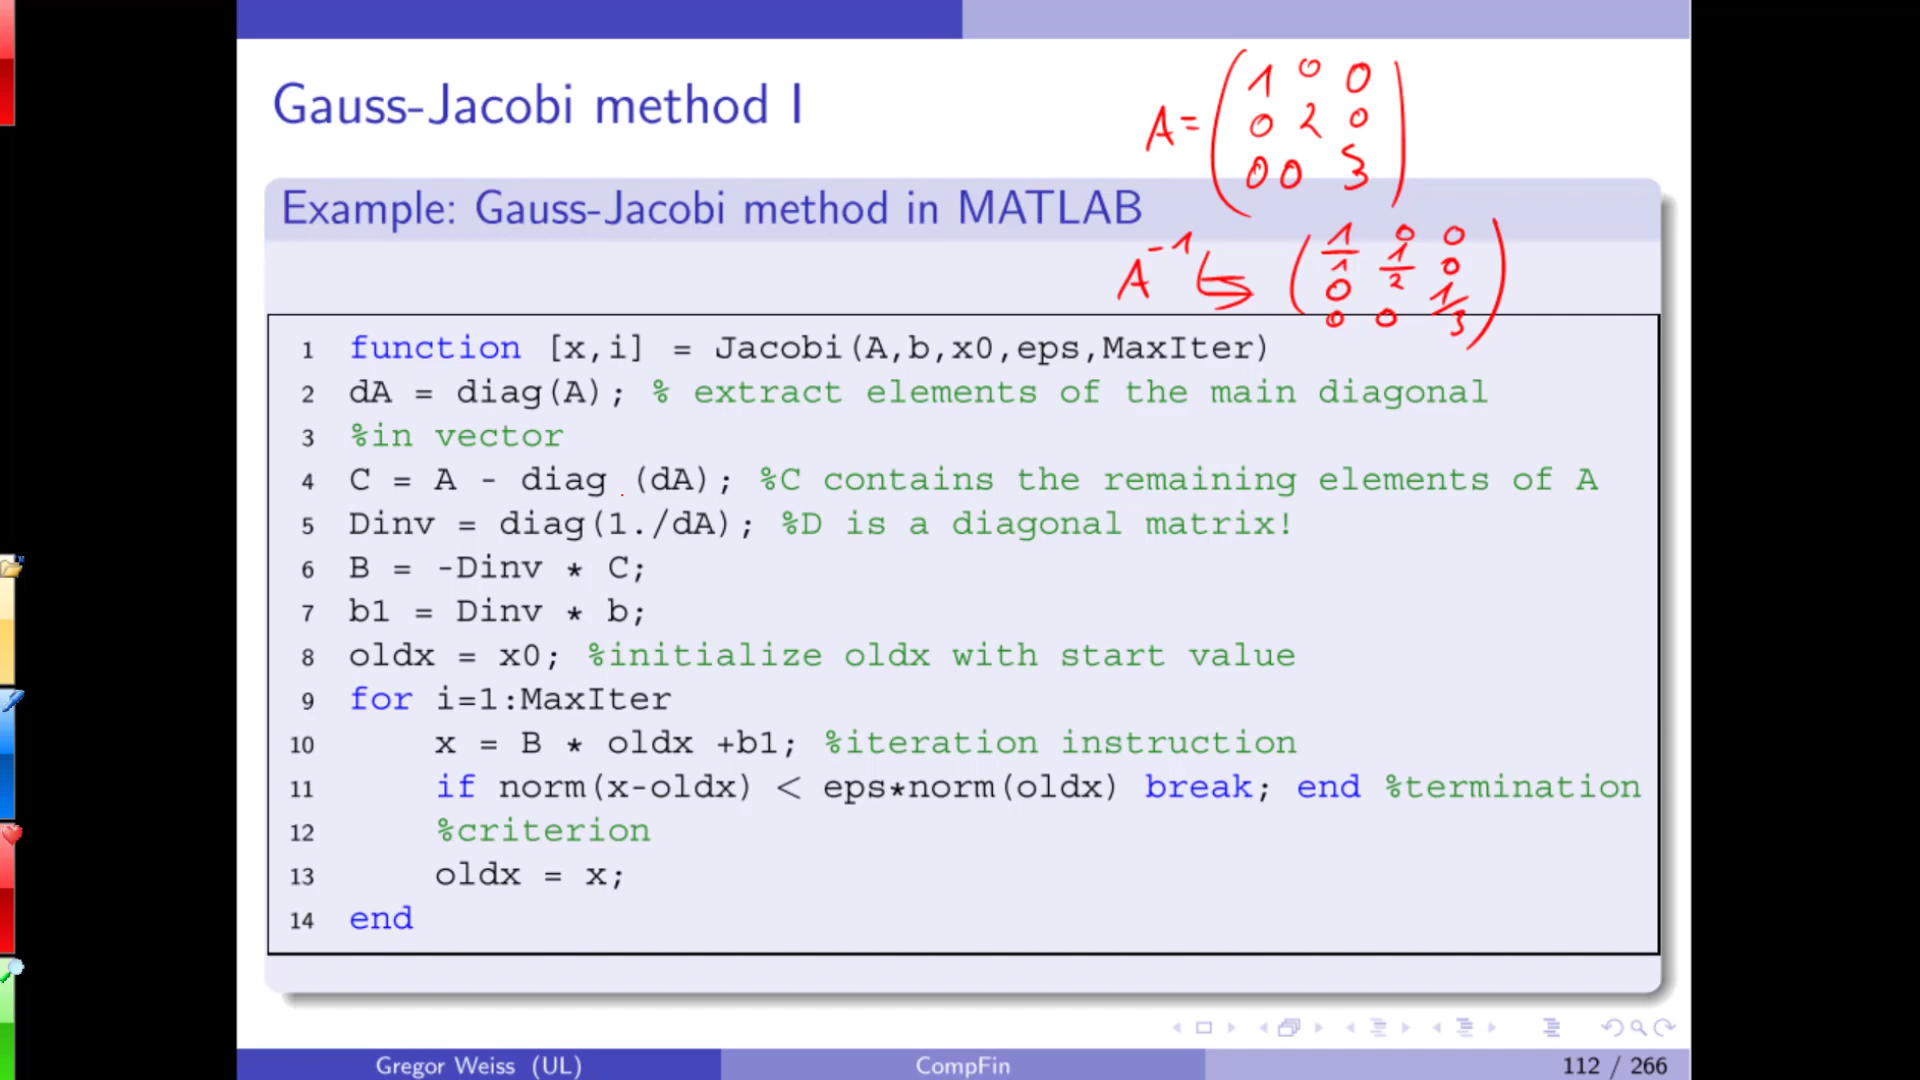 Gauss-Jacobi method I
A = ( 1 0 0
0 2 0
0 0 3 )
Example: Gauss-Jacobi method in MATLAB
A^-1 ( 1/1 0 0
0 1/2 0
0 0 1/3 )
1 function [x,i] = Jacobi(A,b,x0,eps,MaxIter)
2 dA = diag(A); % extract elements of the main diagonal
3 %in vector
4 C = A - diag (dA); %C contains the remaining elements of A
5 Dinv = diag(1./dA); %D is a diagonal matrix!
6 B = -Dinv * C;
7 b1 = Dinv * b;
8 oldx = x0; %initialize oldx with start value
9 for i=1:MaxIter
10 x = B * oldx +b1; %iteration instruction
11 if norm(x-oldx) < eps*norm(oldx) break; end %termination
12 %criterion
13 oldx = x;
14 end
Gregor Weiss (UL) CompFin 112 / 266